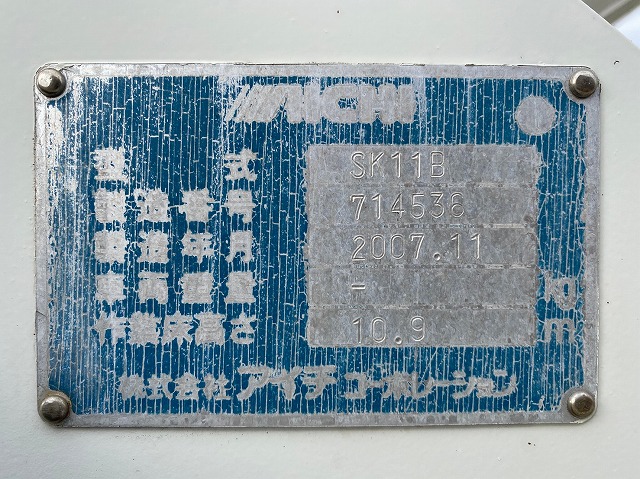 AICHI
型式 SK11B
製造番号 714538
製造年月 2007.11
車両重量 - kg
作業床高さ 10.9 m
株式会社アイチコーポレーション